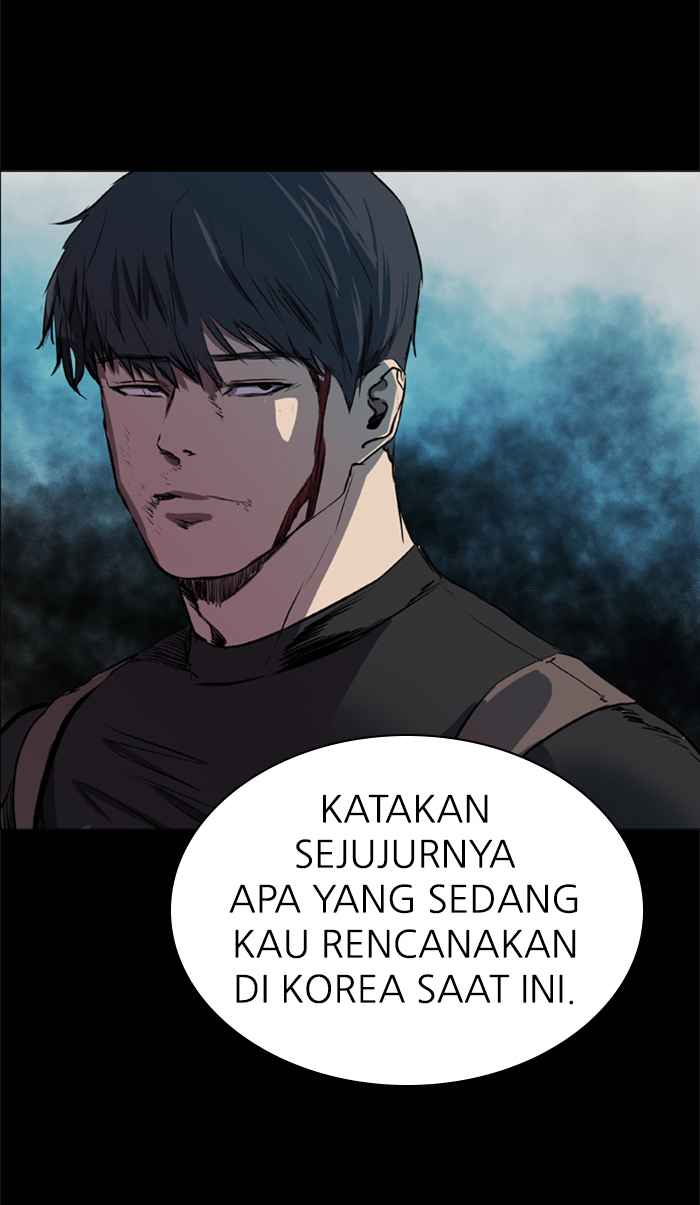 KATAKAN
SEJUJURNYA
APA YANG SEDANG
KAU RENCANAKAN
DI KOREA SAAT INI.